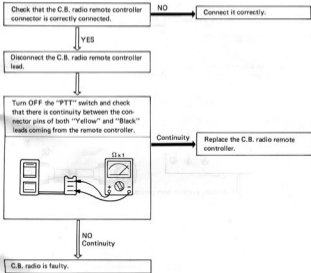 Check that the C.B. radio remote controller
connector is correctly connected.
NO
Connect it correctly.
YES
Disconnect the C.B. radio remote controller
lead.
Turn OFF the "PTT" switch and check
that there is continuity between the con-
nector pins of both "Yellow" and "Black"
leads coming from the remote controller.
Continuity
Replace the C.B. radio remote
controller.
Ω x 1
NO
Continuity
C.B. radio is faulty.